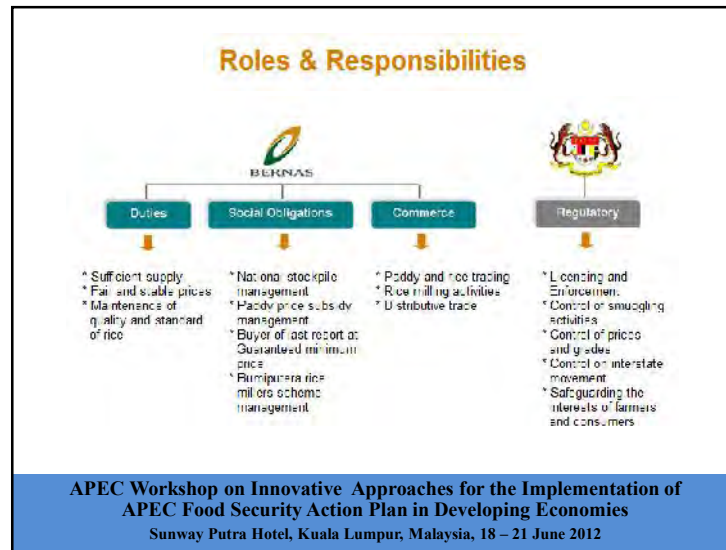 Roles & Responsibilities
BERNAS
Duties
* Sufficient supply
* Fair and stable prices
* Maintenance of
quality and standard
of rice
Social Obligations
* National stockpile
management
* Paddy price subsidy
management
* Buyer of last resort at
Guaranteed minimum
price
* Bumiputera rice
millers scheme
management
Commerce
* Paddy and rice trading
* Rice milling activities
* Distributive trade
Regulatory
* Licensing and
Enforcement
* Control of smuggling
activities
* Control of prices
and grades
* Control on interstate
movement
* Safeguarding the
interests of farmers
and consumers
APEC Workshop on Innovative Approaches for the Implementation of
APEC Food Security Action Plan in Developing Economies
Sunway Putra Hotel, Kuala Lumpur, Malaysia, 18 – 21 June 2012